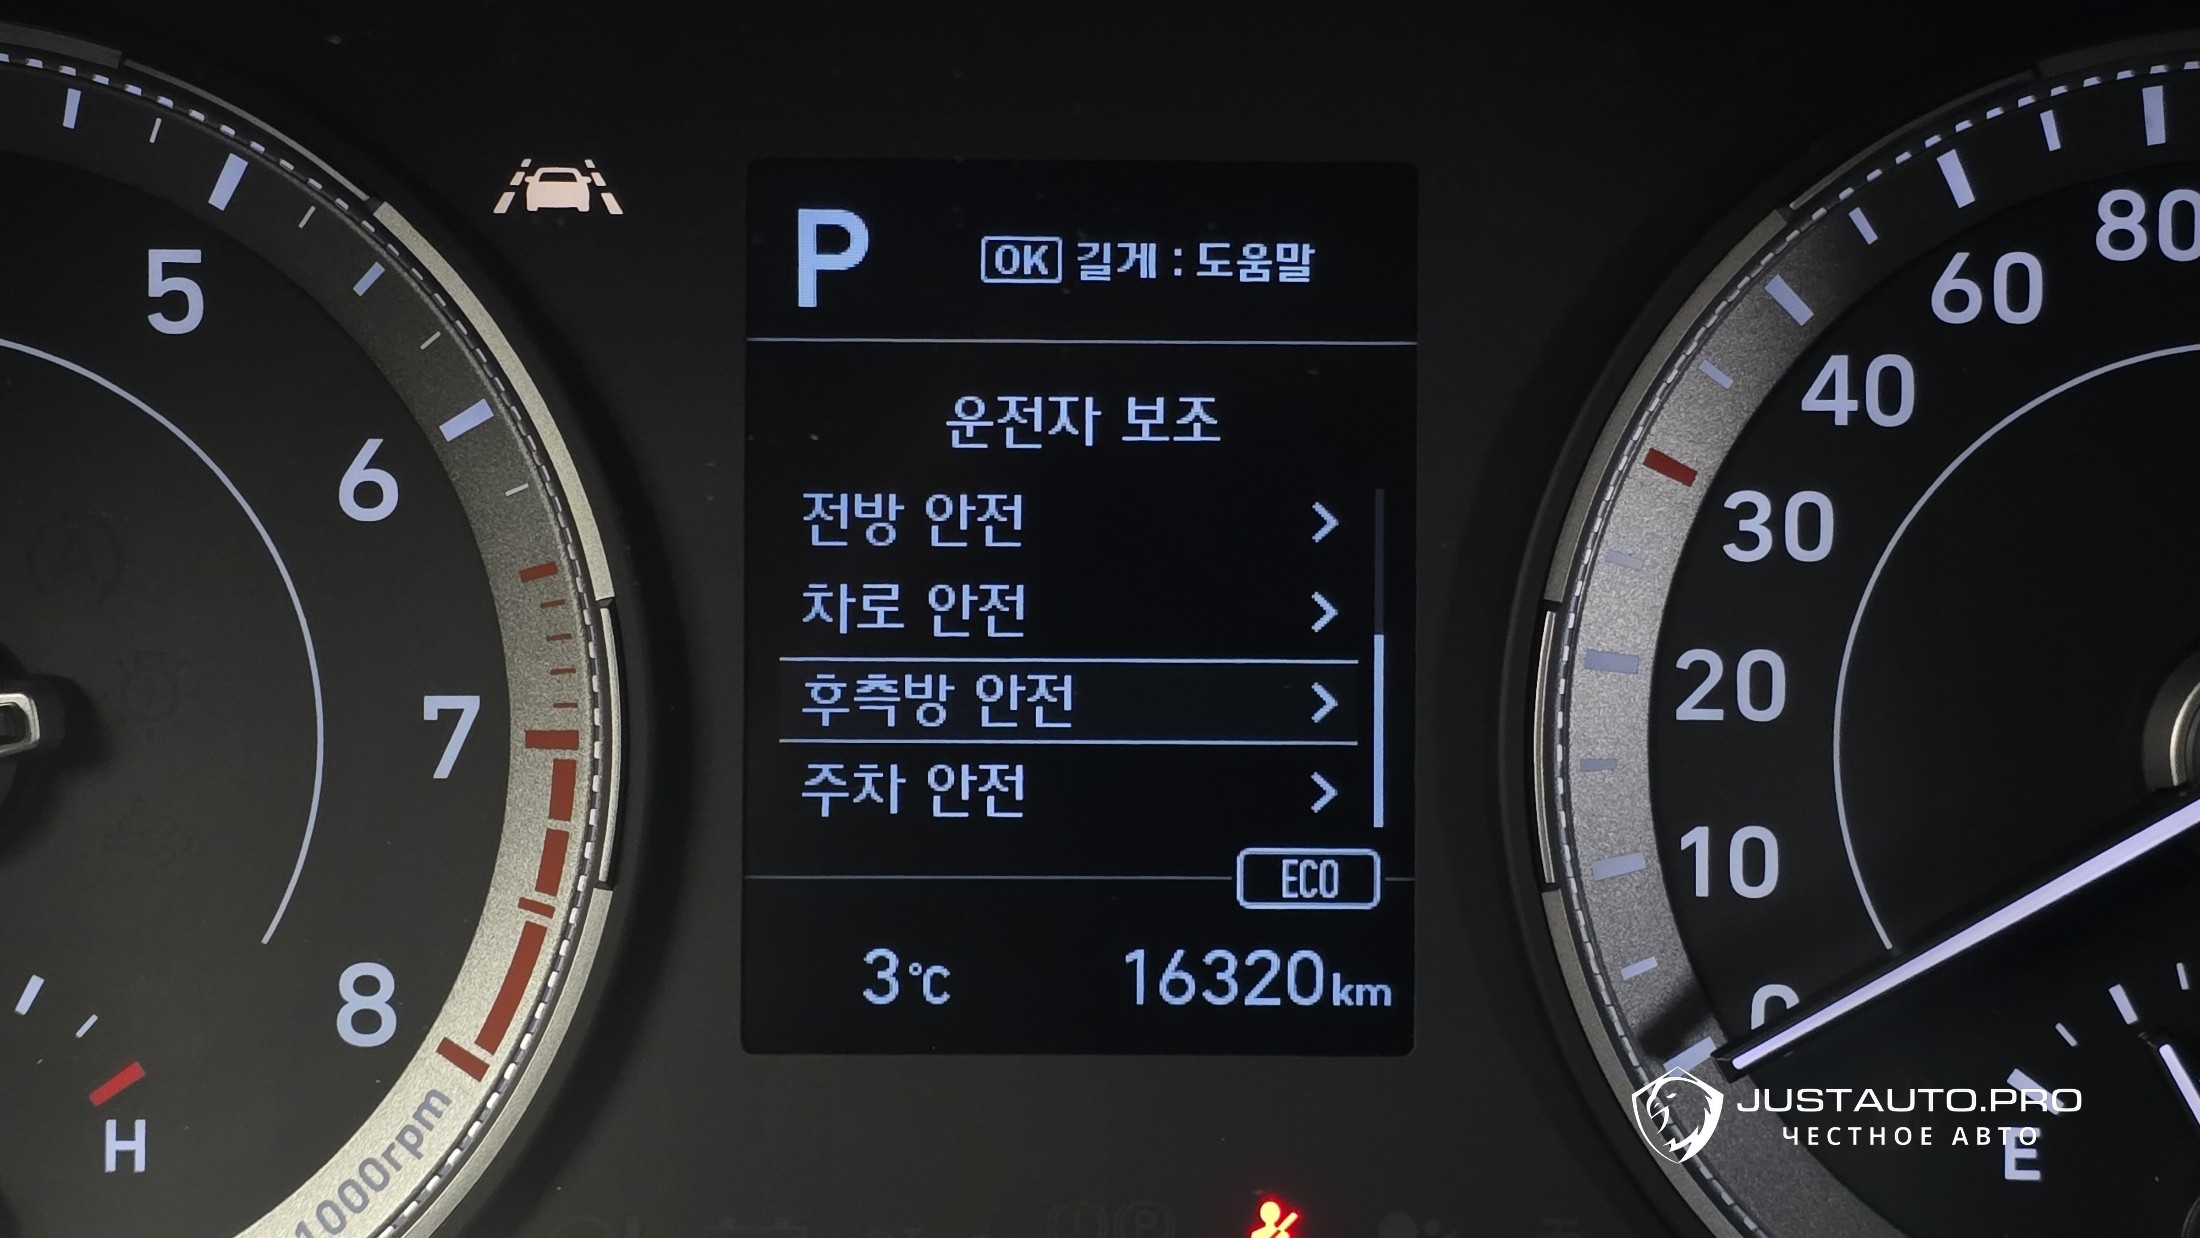 P
OK 길게 : 도움말
운전자 보조
전방 안전
차로 안전
후측방 안전
주차 안전
ECO
3°C
16320km
5
6
7
8
1000rpm
H
80
60
40
30
20
10
0
E
JUSTAUTO.PRO
ЧЕСТНОЕ АВТО